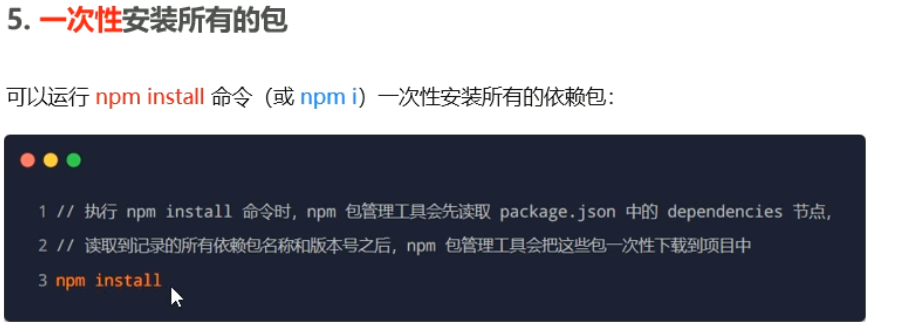 5. 一次性安装所有的包
可以运行 npm install 命令（或 npm i）一次性安装所有的依赖包：
1 // 执行 npm install 命令时，npm 包管理工具会先读取 package.json 中的 dependencies 节点，
2 // 读取到记录的所有依赖包名称和版本号之后，npm 包管理工具会把这些包一次性下载到项目中
3 npm install